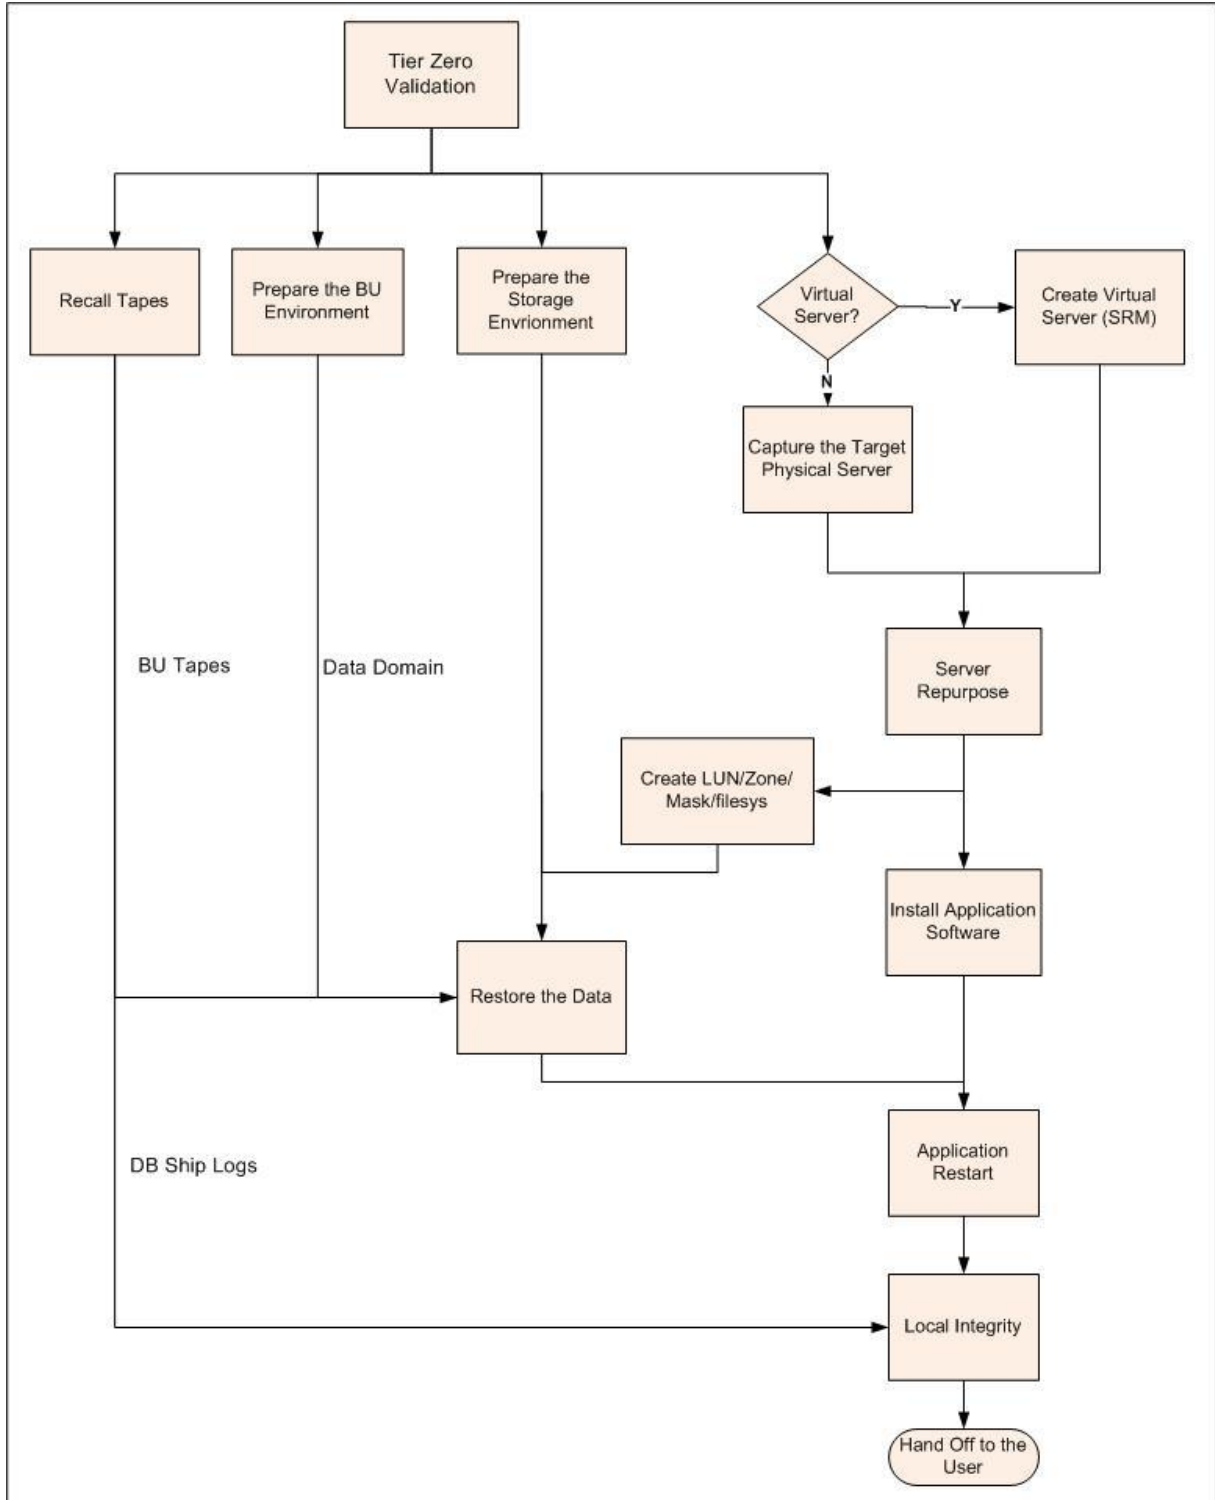 Tier Zero
Validation
Recall Tapes
Prepare the BU
Environment
Prepare the
Storage
Envrionment
Virtual
Server?
Y
Create Virtual
Server (SRM)
N
Capture the Target
Physical Server
BU Tapes
Data Domain
Server
Repurpose
Create LUN/Zone/
Mask/filesys
Install Application
Software
Restore the Data
DB Ship Logs
Application
Restart
Local Integrity
Hand Off to the
User